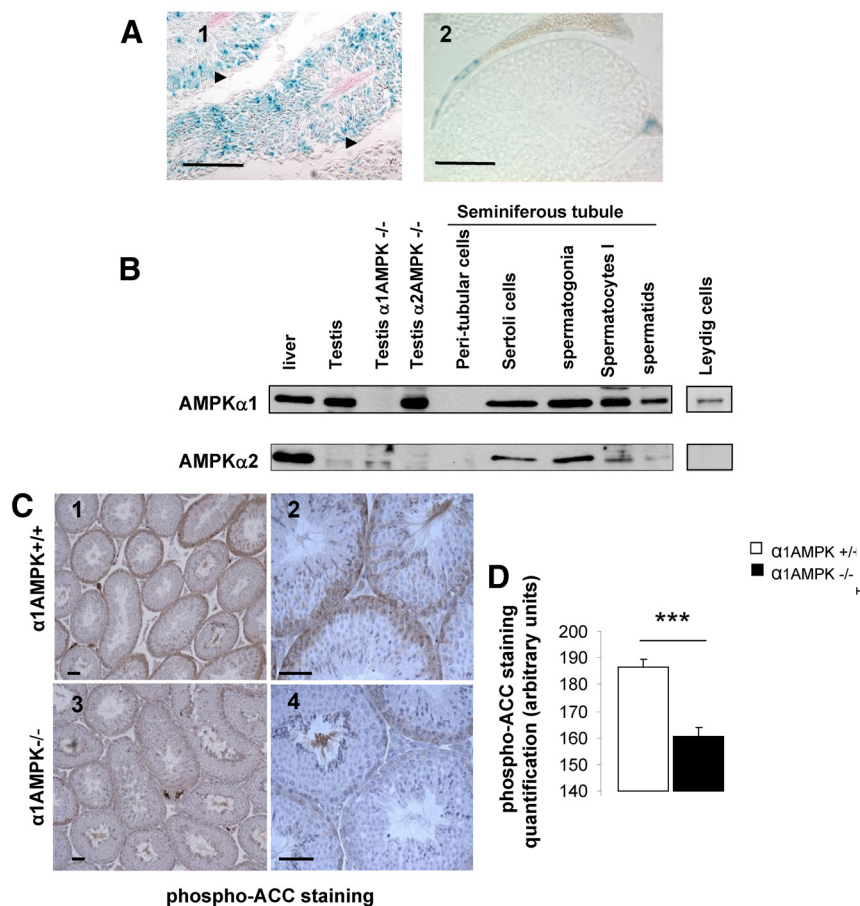 A
1
2
Seminiferous tubule
B
liver
Testis
Testis α1AMPK -/-
Testis α2AMPK -/-
Peri-tubular cells
Sertoli cells
spermatogonia
Spermatocytes I
spermatids
Leydig cells
AMPKα1
AMPKα2
C
α1AMPK+/+
1
2
α1AMPK-/-
3
4
phospho-ACC staining
D
α1AMPK +/
α1AMPK -/-
phospho-ACC staining
quantification (arbitrary units)
***
200
190
180
170
160
150
140